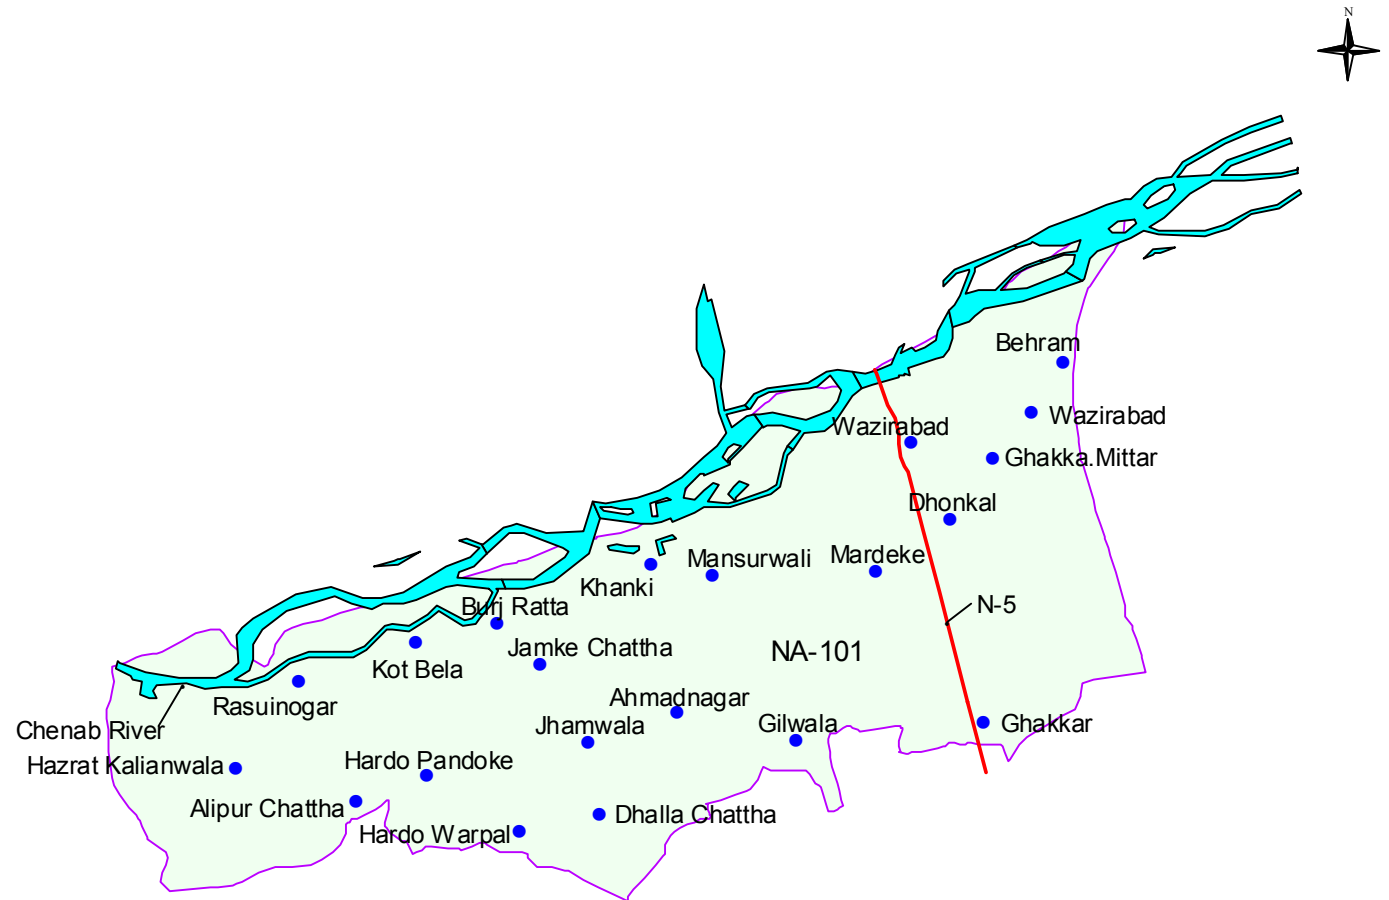 N
Behram
Wazirabad
Wazirabad
Ghakka.Mittar
Dhonkal
Mansurwali
Mardeke
Khanki
N-5
Burj Ratta
Jamke Chattha
NA-101
Kot Bela
Ahmadnagar
Rasuinogar
Jhamwala
Gilwala
Ghakkar
Chenab River
Hardo Pandoke
Hazrat Kalianwala
Alipur Chattha
Dhalla Chattha
Hardo Warpal